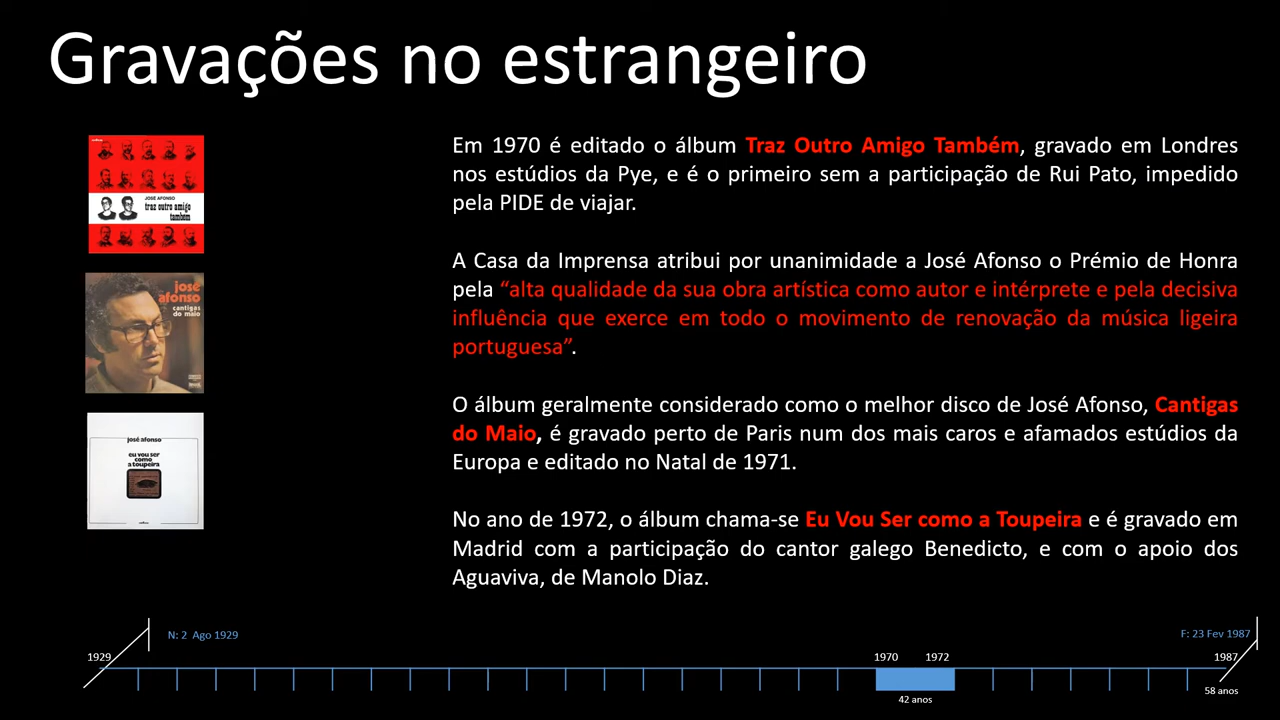 Gravações no estrangeiro
JOSÉ AFONSO
traz outro amigo
também
josé
afonso
cantigas
do maio
josé afonso
eu vou ser
como
a toupeira
Em 1970 é editado o álbum Traz Outro Amigo Também, gravado em Londres
nos estúdios da Pye, e é o primeiro sem a participação de Rui Pato, impedido
pela PIDE de viajar.
A Casa da Imprensa atribui por unanimidade a José Afonso o Prémio de Honra
pela “alta qualidade da sua obra artística como autor e intérprete e pela decisiva
influência que exerce em todo o movimento de renovação da música ligeira
portuguesa”.
O álbum geralmente considerado como o melhor disco de José Afonso, Cantigas
do Maio, é gravado perto de Paris num dos mais caros e afamados estúdios da
Europa e editado no Natal de 1971.
No ano de 1972, o álbum chama-se Eu Vou Ser como a Toupeira e é gravado em
Madrid com a participação do cantor galego Benedicto, e com o apoio dos
Aguaviva, de Manolo Diaz.
N: 2 Ago 1929
F: 23 Fev 1987
1929
1970
1972
1987
58 anos
42 anos